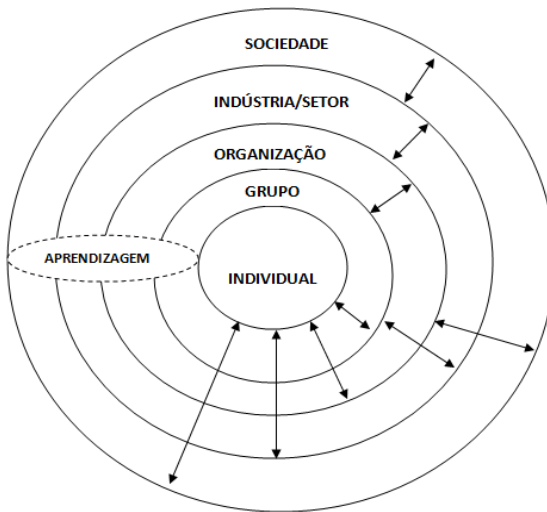 SOCIEDADE
INDÚSTRIA/SETOR
ORGANIZAÇÃO
GRUPO
APRENDIZAGEM
INDIVIDUAL